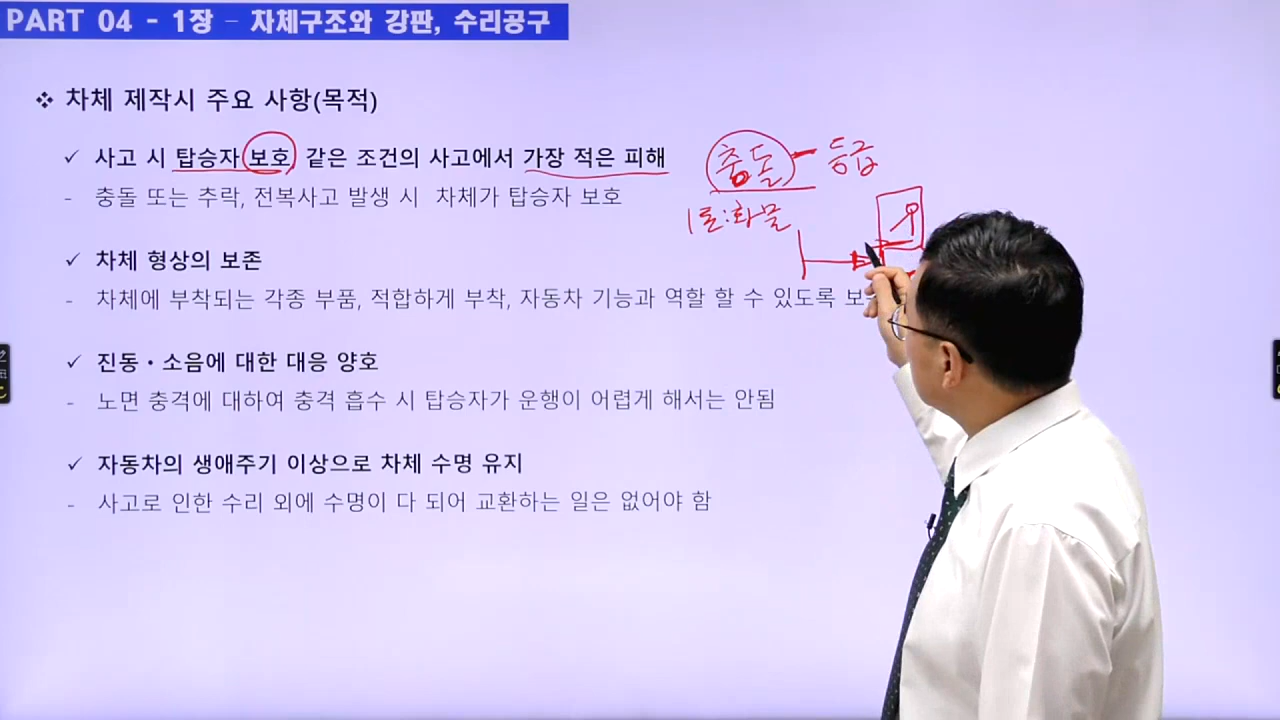 PART 04 - 1장 - 차체구조와 강판, 수리공구
❖ 차체 제작시 주요 사항(목적)
✓ 사고 시 탑승자 보호, 같은 조건의 사고에서 가장 적은 피해
- 충돌 또는 추락, 전복사고 발생 시 차체가 탑승자 보호
충돌 - 등급
1톤:화물
✓ 차체 형상의 보존
- 차체에 부착되는 각종 부품, 적합하게 부착, 자동차 기능과 역할 할 수 있도록
✓ 진동·소음에 대한 대응 양호
- 노면 충격에 대하여 충격 흡수 시 탑승자가 운행이 어렵게 해서는 안됨
✓ 자동차의 생애주기 이상으로 차체 수명 유지
- 사고로 인한 수리 외에 수명이 다 되어 교환하는 일은 없어야 함